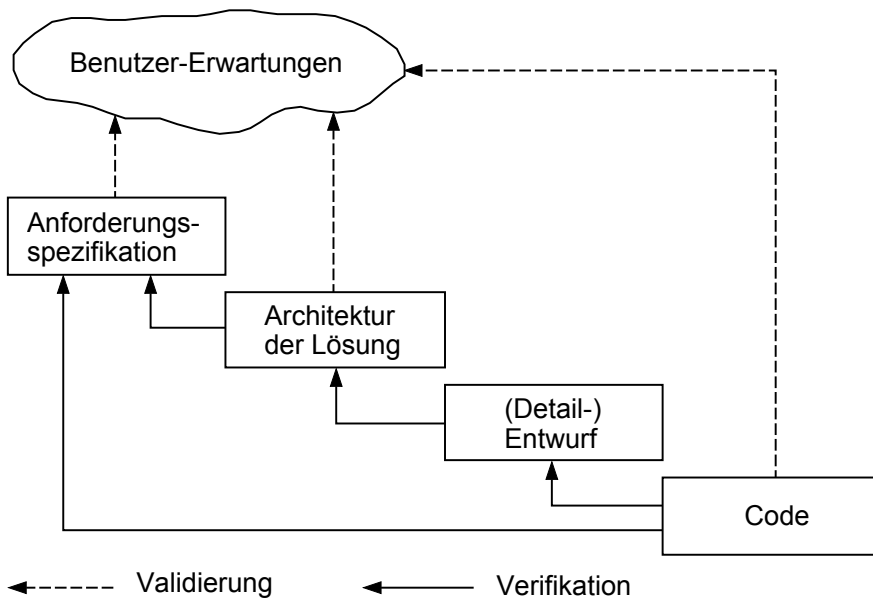 Benutzer-Erwartungen
Anforderungs-
spezifikation
Architektur
der Lösung
(Detail-)
Entwurf
Code
Validierung
Verifikation